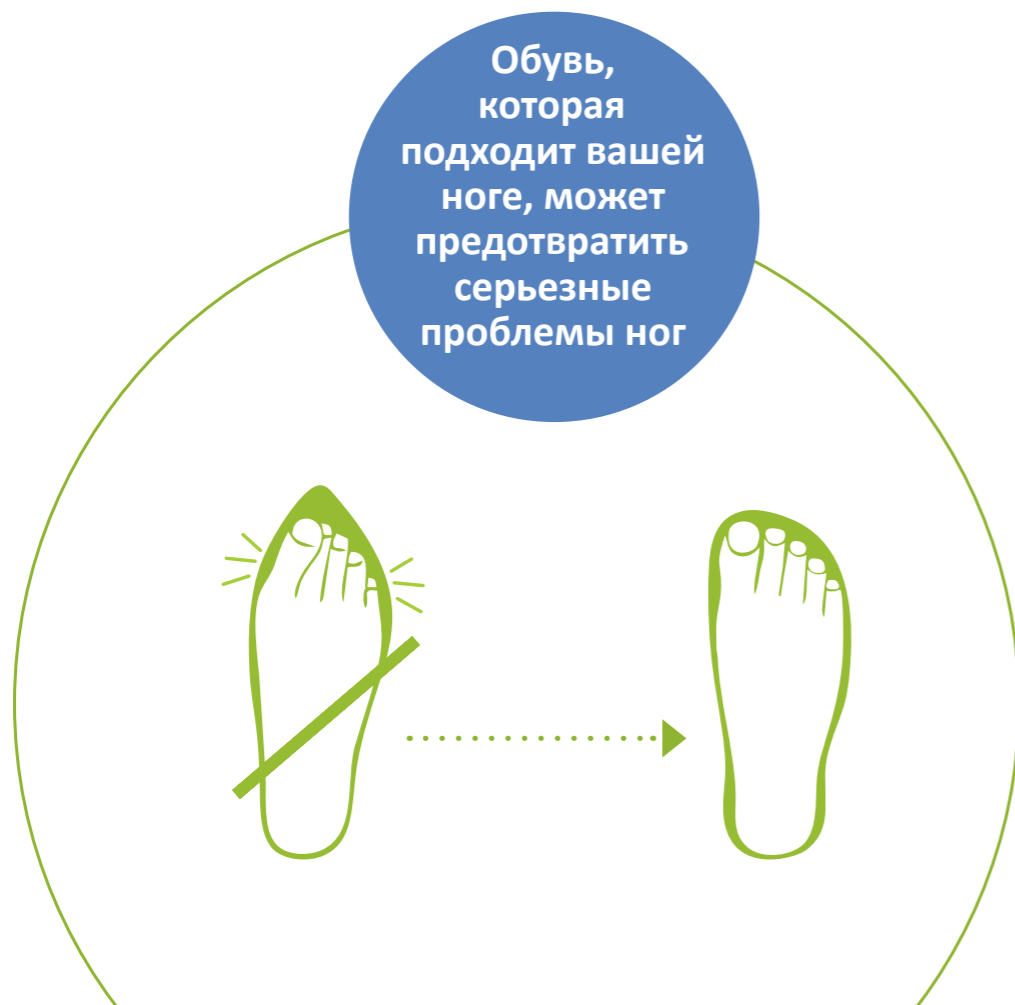 Обувь,
которая
подходит вашей
ноге, может
предотвратить
серьезные
проблемы ног